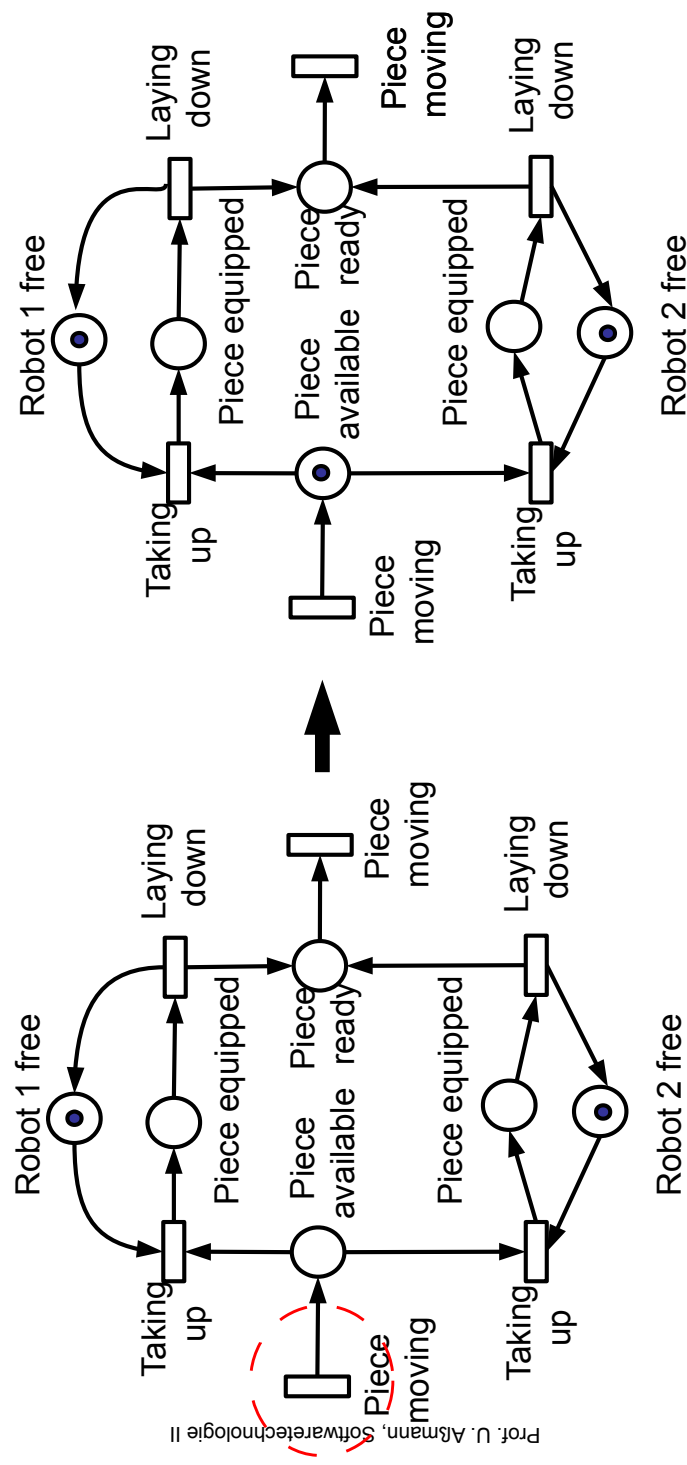 Prof. U. Aßmann, Softwaretechnologie II
Robot 1 free
Taking
up
Laying
down
Piece equipped
Piece
moving
Piece
available
Piece
ready
Piece
moving
Piece equipped
Taking
up
Laying
down
Robot 2 free
Robot 1 free
Taking
up
Laying
down
Piece equipped
Piece
moving
Piece
available
Piece
ready
Piece
moving
Piece equipped
Taking
up
Laying
down
Robot 2 free